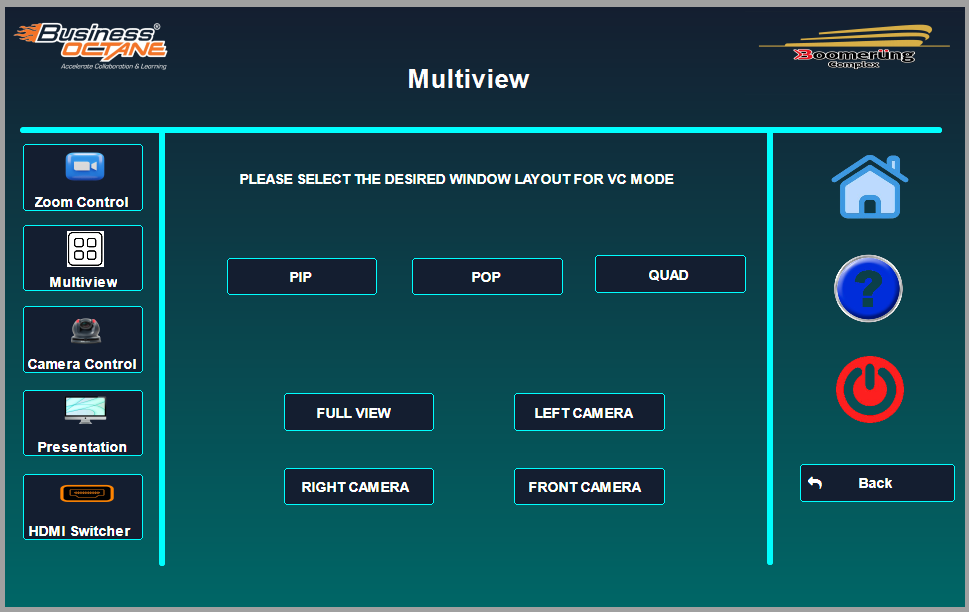 Business®
OCTANE
Accelerate Collaboration & Learning
Boomerüng
Complex
Multiview
Zoom Control
Multiview
Camera Control
Presentation
HDMI Switcher
PLEASE SELECT THE DESIRED WINDOW LAYOUT FOR VC MODE
PIP
POP
QUAD
FULL VIEW
LEFT CAMERA
RIGHT CAMERA
FRONT CAMERA
?
Back